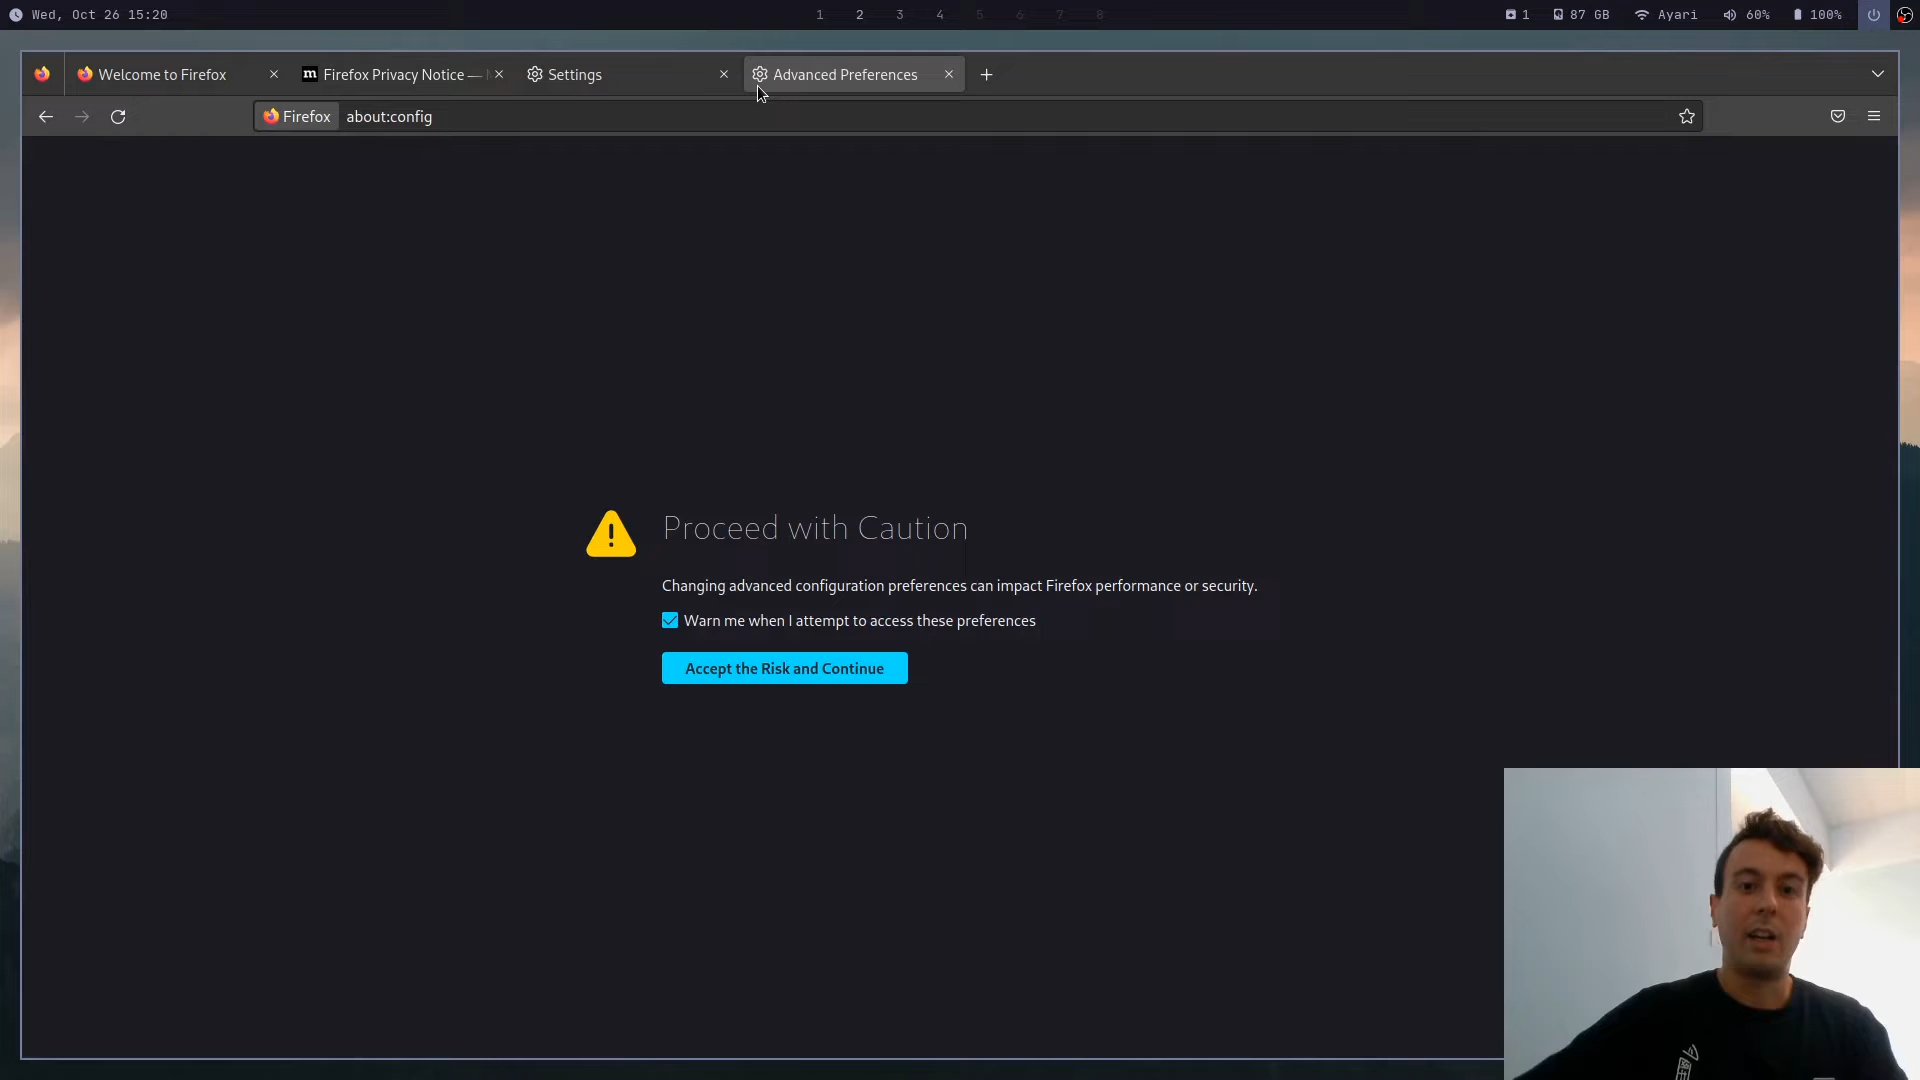 Wed, Oct 26 15:20
1 2 3 4 5 6 7 8
1 87 GB Ayari 60% 100%
Welcome to Firefox
m Firefox Privacy Notice —
Settings
Advanced Preferences
Firefox about:config
Proceed with Caution
Changing advanced configuration preferences can impact Firefox performance or security.
Warn me when I attempt to access these preferences
Accept the Risk and Continue